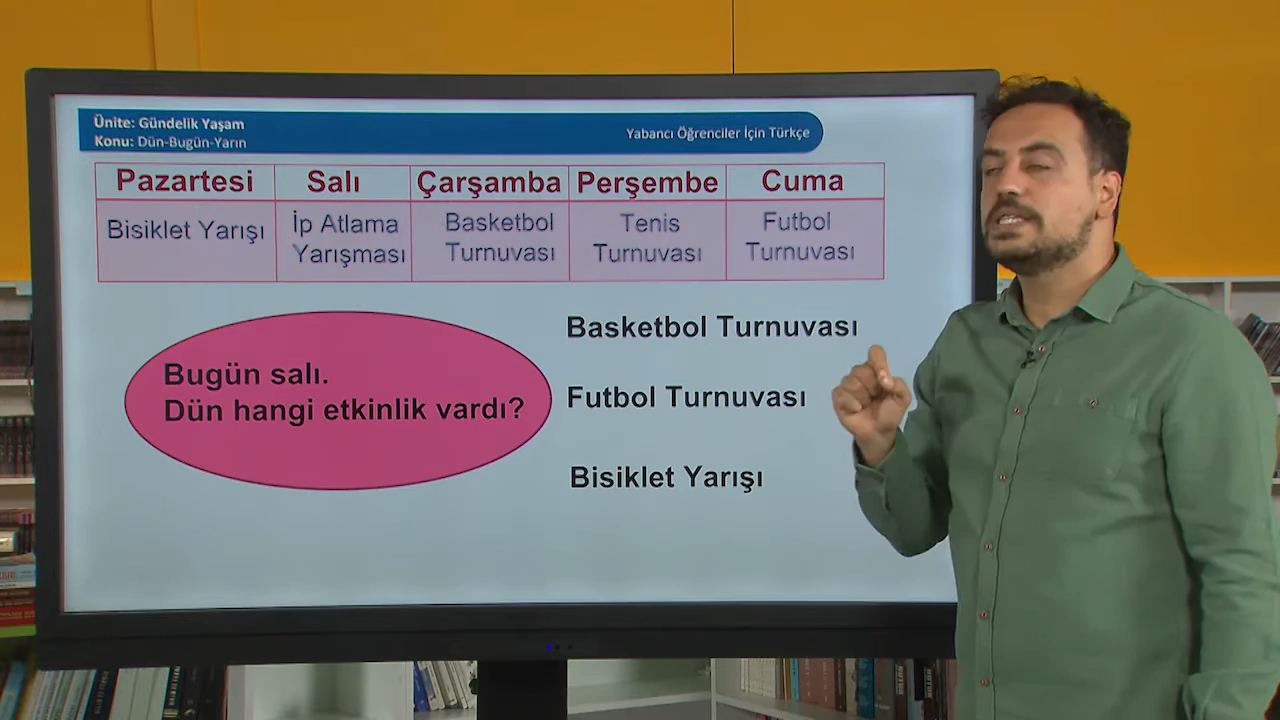 Ünite: Gündelik Yaşam
Konu: Dün-Bugün-Yarın
Yabancı Öğrenciler İçin Türkçe
Pazartesi Salı Çarşamba Perşembe Cuma
Bisiklet Yarışı
İp Atlama
Yarışması
Basketbol
Turnuvası
Tenis
Turnuvası
Futbol
Turnuvası
Bugün salı.
Dün hangi etkinlik vardı?
Basketbol Turnuvası
Futbol Turnuvası
Bisiklet Yarışı